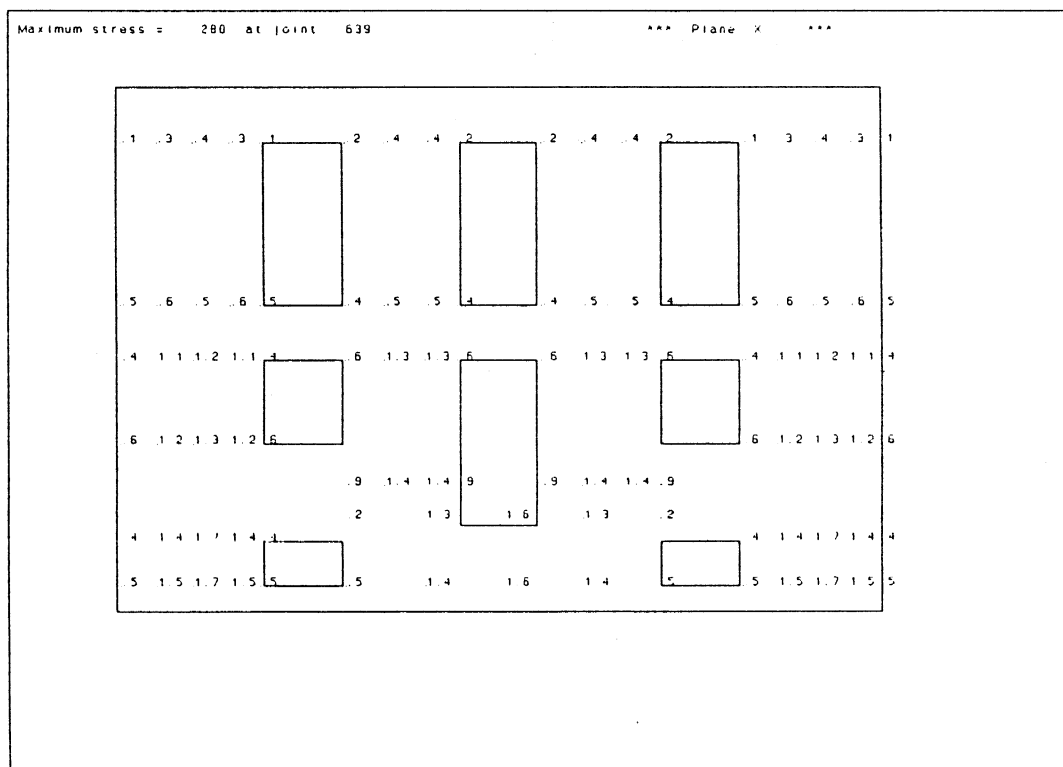 Maximum stress = 280 at joint 639 *** Plane X ***
.1 .3 .4 .3 .1 .2 .4 .4 .2 .2 .4 .4 .2 .1 .3 .4 .3 .1
.5 .6 .5 .6 .5 .4 .5 .5 .4 .4 .5 .5 .4 .5 .6 .5 .6 .5
.4 1.1 1.2 1.1 .4 .6 1.3 1.3 .6 .6 1.3 1.3 .6 .4 1.1 1.2 1.1 .4
.6 1.2 1.3 1.2 .6 .6 1.2 1.3 1.2 .6
.9 1.4 1.4 .9 .9 1.4 1.4 .9
.2 1.3 1.6 1.3 .2
.4 1.4 1.7 1.4 .4 .4 1.4 1.7 1.4 .4
.5 1.5 1.7 1.5 .5 .5 1.4 1.6 1.4 .5 .5 1.5 1.7 1.5 .5